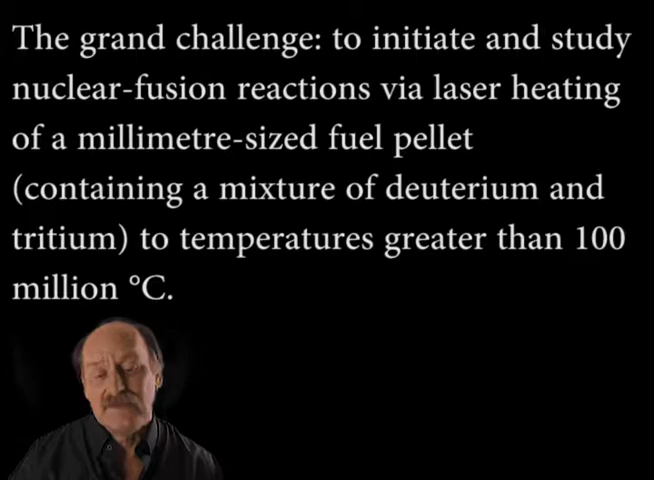 The grand challenge: to initiate and study
nuclear-fusion reactions via laser heating
of a millimetre-sized fuel pellet
(containing a mixture of deuterium and
tritium) to temperatures greater than 100
million °C.